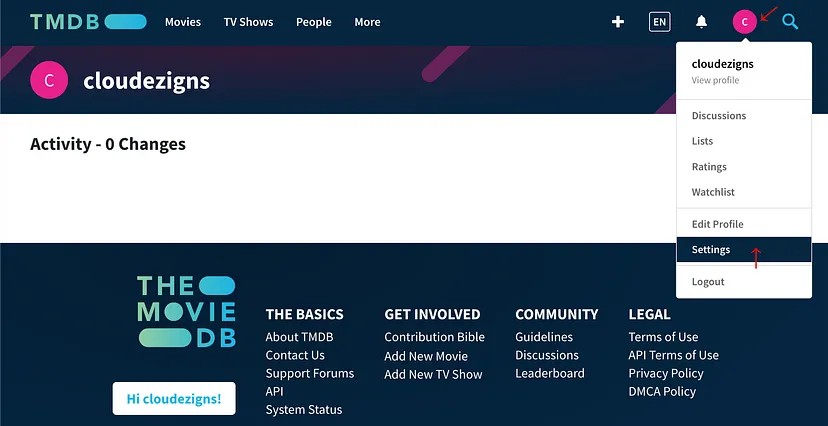 TMDB Movies TV Shows People More EN C
C cloudezigns
cloudezigns
View profile
Discussions
Lists
Ratings
Watchlist
Edit Profile
Settings
Logout
Activity - 0 Changes
THE
MOVIE
DB
Hi cloudezigns!
THE BASICS
About TMDB
Contact Us
Support Forums
API
System Status
GET INVOLVED
Contribution Bible
Add New Movie
Add New TV Show
COMMUNITY
Guidelines
Discussions
Leaderboard
LEGAL
Terms of Use
API Terms of Use
Privacy Policy
DMCA Policy